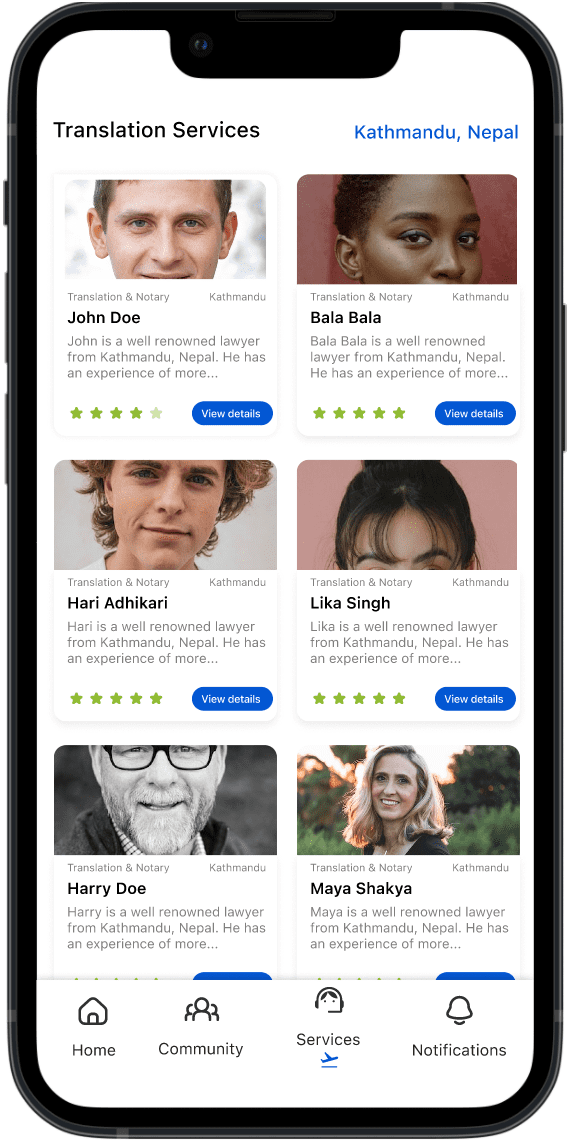 Translation Services
Kathmandu, Nepal
Translation & Notary
Kathmandu
John Doe
John is a well renowned lawyer
from Kathmandu, Nepal. He has
an experience of more...
View details
Translation & Notary
Kathmandu
Bala Bala
Bala Bala is a well renowned
lawyer from Kathmandu, Nepal.
He has an experience of more...
View details
Translation & Notary
Kathmandu
Hari Adhikari
Hari is a well renowned lawyer
from Kathmandu, Nepal. He has
an experience of more...
View details
Translation & Notary
Kathmandu
Lika Singh
Lika is a well renowned lawyer
from Kathmandu, Nepal. He has
an experience of more...
View details
Translation & Notary
Kathmandu
Harry Doe
Harry is a well renowned lawyer
from Kathmandu, Nepal. He has
an experience of more...
Translation & Notary
Kathmandu
Maya Shakya
Maya is a well renowned lawyer
from Kathmandu, Nepal. He has
an experience of more...
Home
Community
Services
Notifications